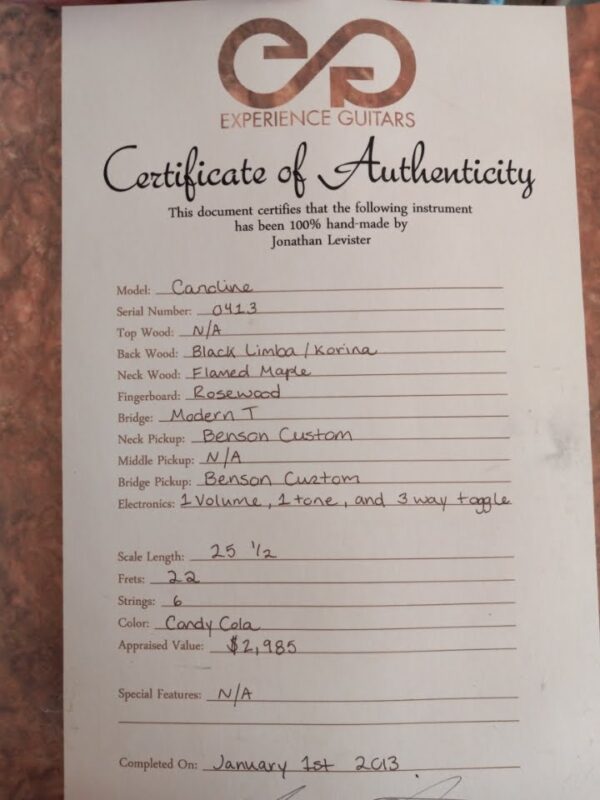 EXPERIENCE GUITARS
Certificate of Authenticity
This document certifies that the following instrument
has been 100% hand-made by
Jonathan Levister
Model: Caroline
Serial Number: 0413
Top Wood: N/A
Back Wood: Black Limba / Korina
Neck Wood: Flamed Maple
Fingerboard: Rosewood
Bridge: Modern T
Neck Pickup: Benson Custom
Middle Pickup: N/A
Bridge Pickup: Benson Custom
Electronics: 1 Volume, 1 tone, and 3 way toggle
Scale Length: 25 1/2
Frets: 22
Strings: 6
Color: Candy Cola
Appraised Value: $2,985
Special Features: N/A
Completed On: January 1st 2013